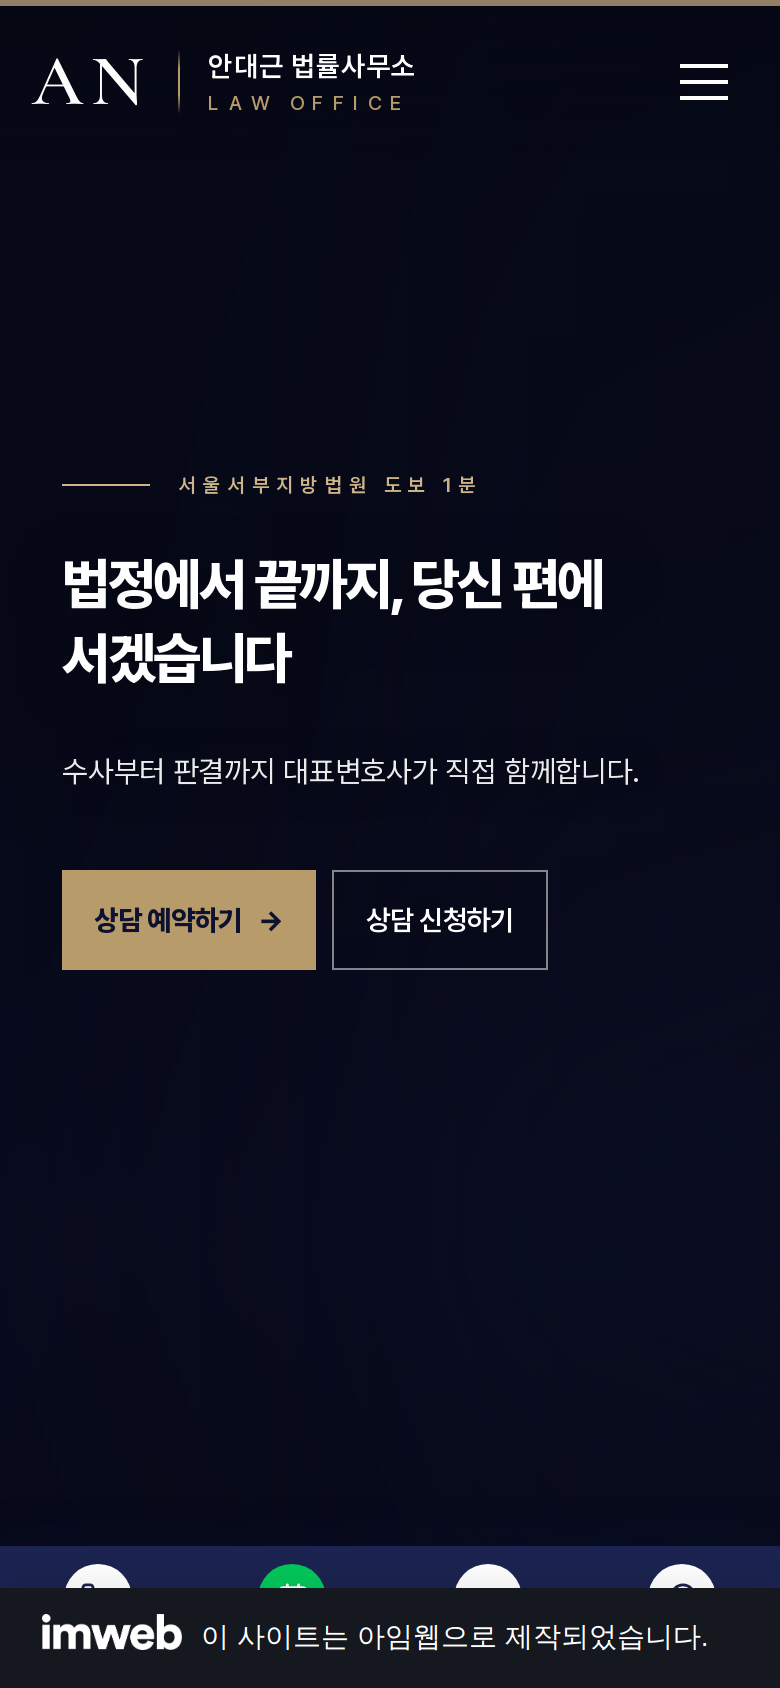 AN
안대근 법률사무소
LAW OFFICE
서울서부지방법원 도보 1분
법정에서 끝까지, 당신 편에
서겠습니다
수사부터 판결까지 대표변호사가 직접 함께합니다.
상담 예약하기 →
상담 신청하기
imweb 이 사이트는 아임웹으로 제작되었습니다.